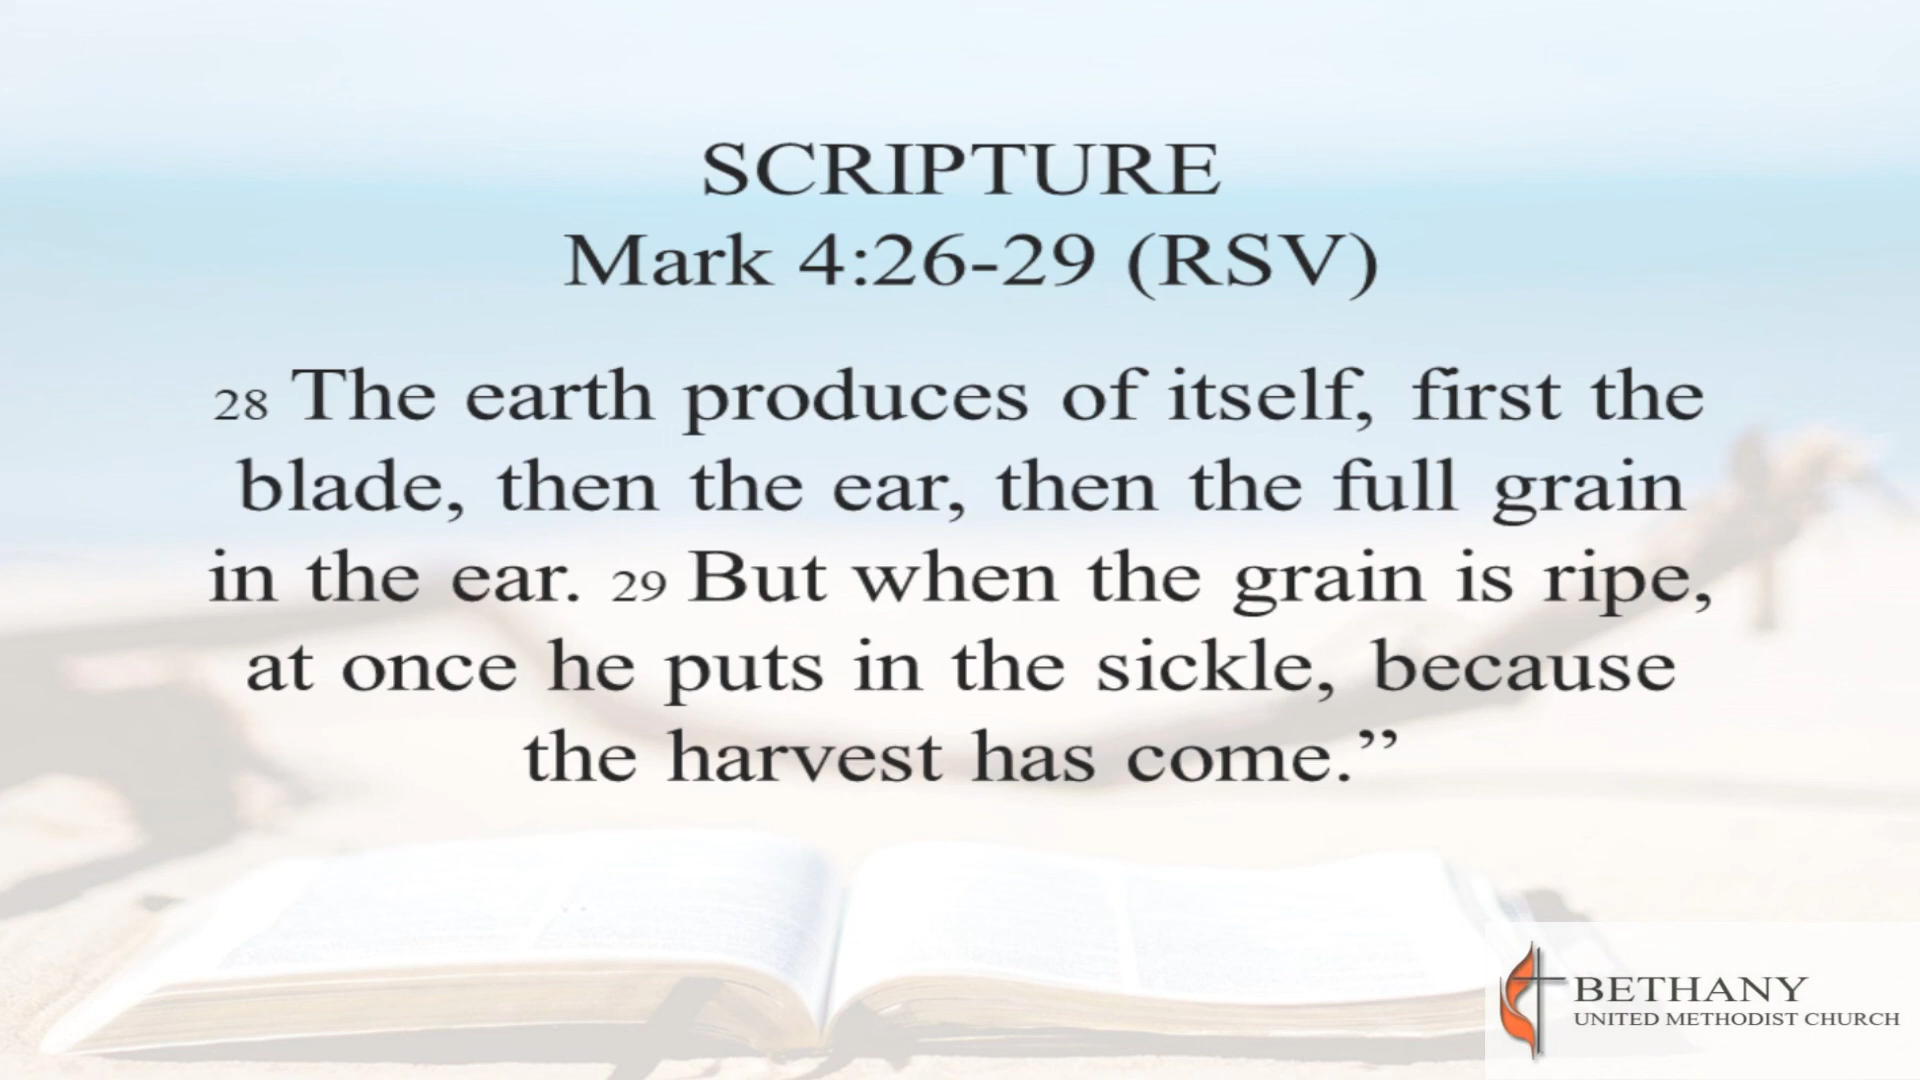 SCRIPTURE
Mark 4:26-29 (RSV)
28 The earth produces of itself, first the
blade, then the ear, then the full grain
in the ear. 29 But when the grain is ripe,
at once he puts in the sickle, because
the harvest has come.”
BETHANY
UNITED METHODIST CHURCH